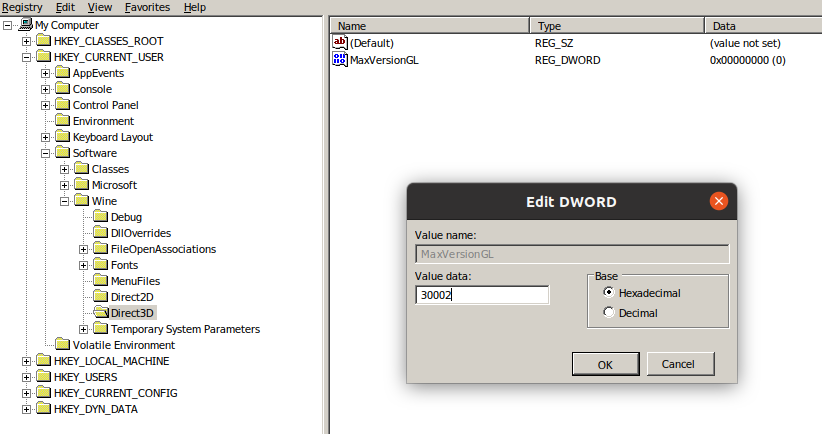 Registry Edit View Favorites Help
My Computer
HKEY_CLASSES_ROOT
HKEY_CURRENT_USER
AppEvents
Console
Control Panel
Environment
Keyboard Layout
Software
Classes
Microsoft
Wine
Debug
DllOverrides
FileOpenAssociations
Fonts
MenuFiles
Direct2D
Direct3D
Temporary System Parameters
Volatile Environment
HKEY_LOCAL_MACHINE
HKEY_USERS
HKEY_CURRENT_CONFIG
HKEY_DYN_DATA
Name Type Data
ab (Default) REG_SZ (value not set)
MaxVersionGL REG_DWORD 0x00000000 (0)
Edit DWORD
Value name:
MaxVersionGL
Value data:
30002
Base
Hexadecimal
Decimal
OK Cancel